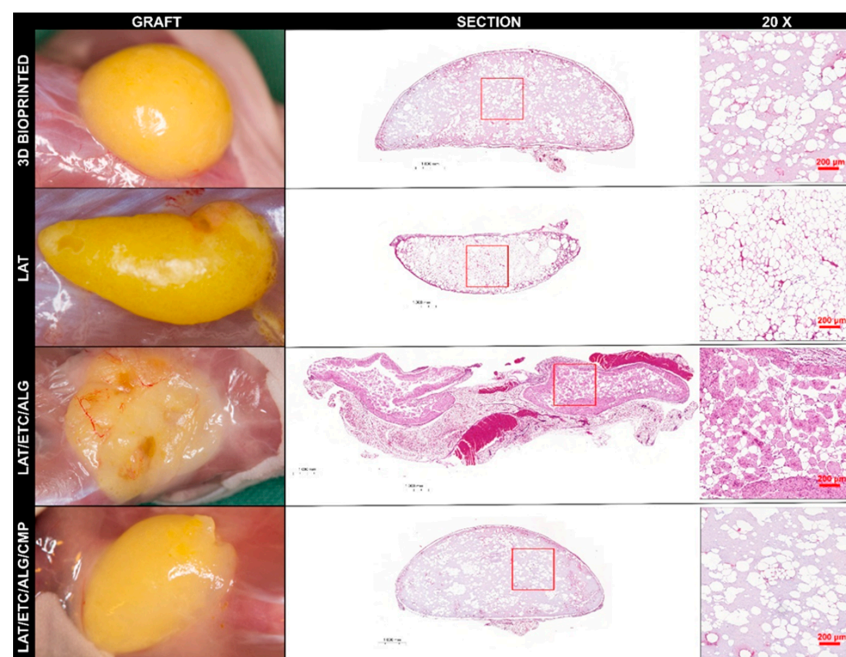 GRAFT SECTION 20 X
3D BIOPRINTED
200 µm
LAT
200 µm
LAT/ETC/ALG
200 µm
LAT/ETC/ALG/CMP
200 µm